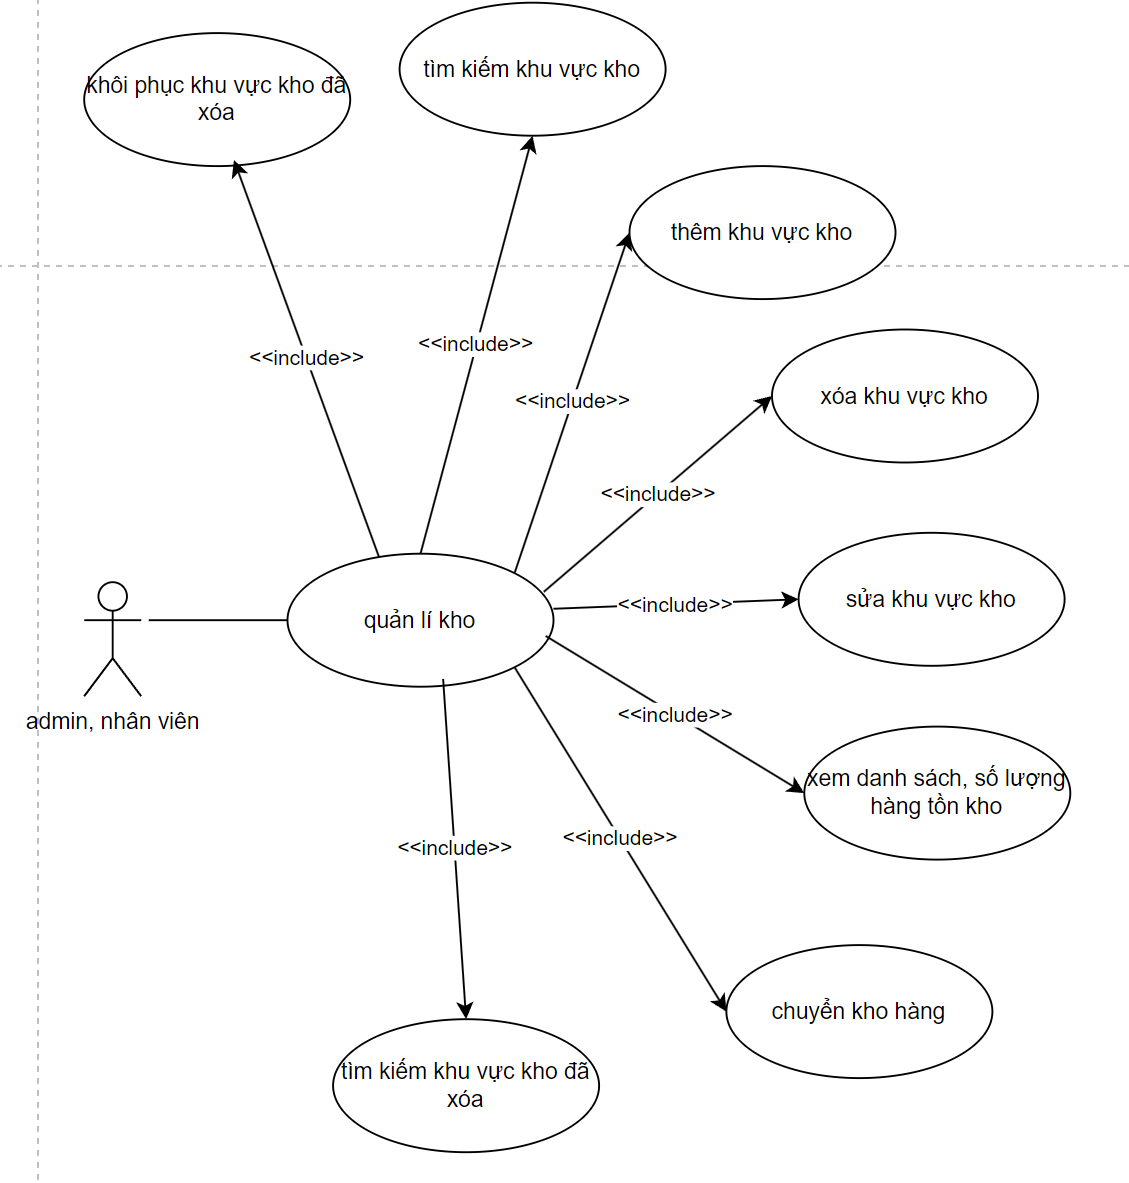 tìm kiếm khu vực kho
khôi phục khu vực kho đã
xóa
thêm khu vực kho
<<include>>
<<include>>
<<include>>
xóa khu vực kho
<<include>>
sửa khu vực kho
<<include>>
quản lí kho
admin, nhân viên
<<include>>
xem danh sách, số lượng
hàng tồn kho
<<include>>
<<include>>
chuyển kho hàng
tìm kiếm khu vực kho đã
xóa